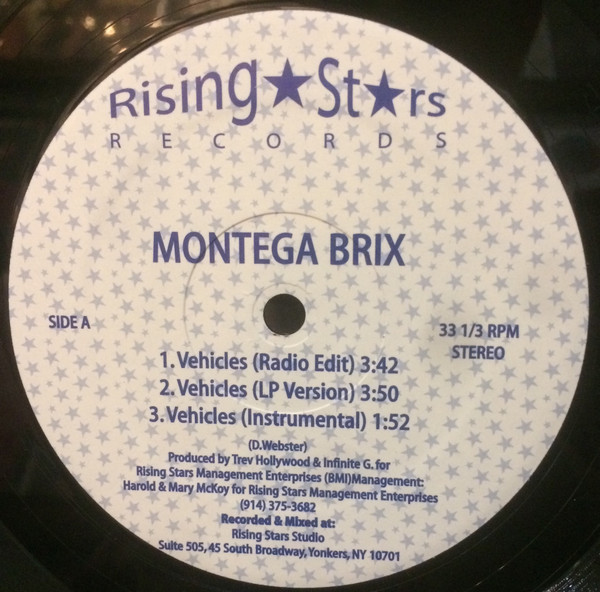 Rising★St★rs
RECORDS
MONTEGA BRIX
SIDE A
33 1/3 RPM
STEREO
1. Vehicles (Radio Edit) 3:42
2. Vehicles (LP Version) 3:50
3. Vehicles (Instrumental) 1:52
(D.Webster)
Produced by Trev Hollywood & Infinite G. for
Rising Stars Management Enterprises (BMI)Management:
Harold & Mary McKoy for Rising Stars Management Enterprises
(914) 375-3682
Recorded & Mixed at:
Rising Stars Studio
Suite 505, 45 South Broadway, Yonkers, NY 10701